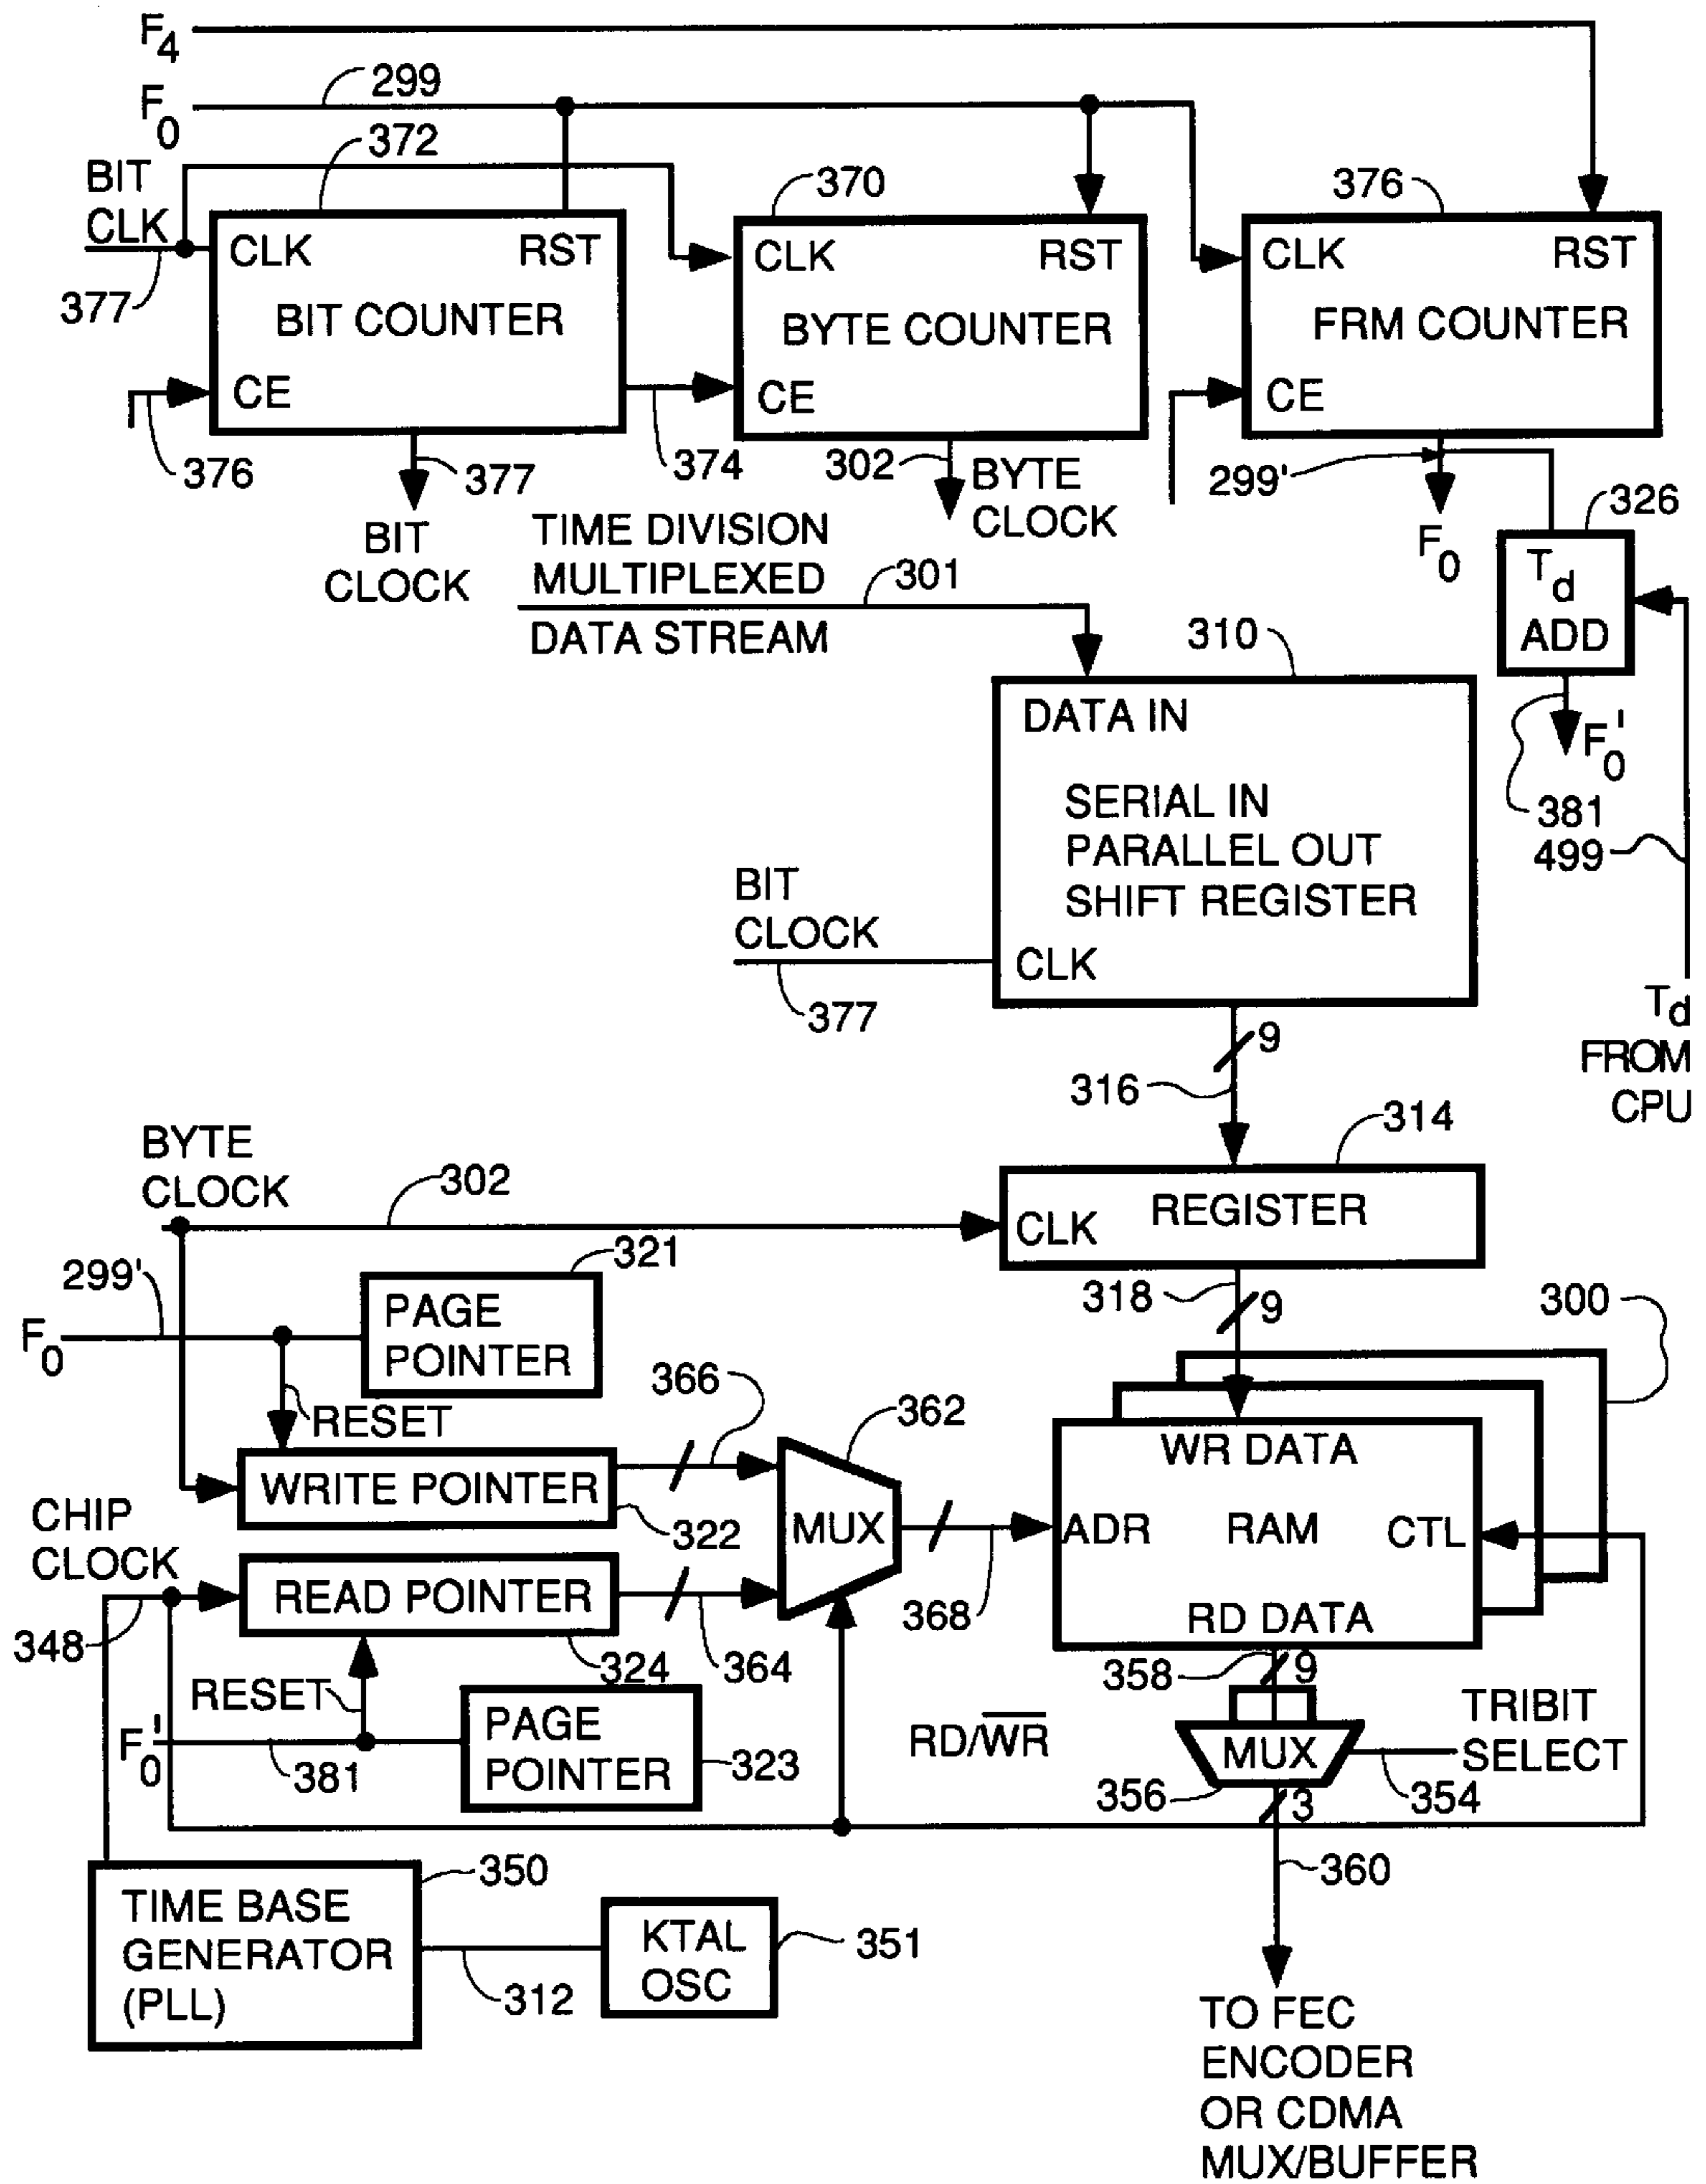 F4
F0
299
372
BIT
CLK
377
CLK
RST
BIT COUNTER
CE
376
377
BIT
CLOCK
370
CLK
RST
BYTE COUNTER
CE
374
302
BYTE
CLOCK
376
CLK
RST
FRM COUNTER
CE
299'
F0
326
Td
ADD
F0'
381
499
Td
FROM
CPU
TIME DIVISION
MULTIPLEXED
DATA STREAM
301
310
DATA IN
SERIAL IN
PARALLEL OUT
SHIFT REGISTER
CLK
BIT
CLOCK
377
9
316
314
BYTE
CLOCK
302
REGISTER
CLK
318
9
300
299'
F0
321
PAGE
POINTER
RESET
366
362
WRITE POINTER
322
CHIP
CLOCK
MUX
WR DATA
ADR
RAM
CTL
RD DATA
READ POINTER
348
324
364
368
358
9
RESET
F0'
381
PAGE
POINTER
323
RD/W̅R̅
MUX
TRIBIT
SELECT
354
356
3
360
350
TIME BASE
GENERATOR
(PLL)
312
KTAL
OSC
351
TO FEC
ENCODER
OR CDMA
MUX/BUFFER